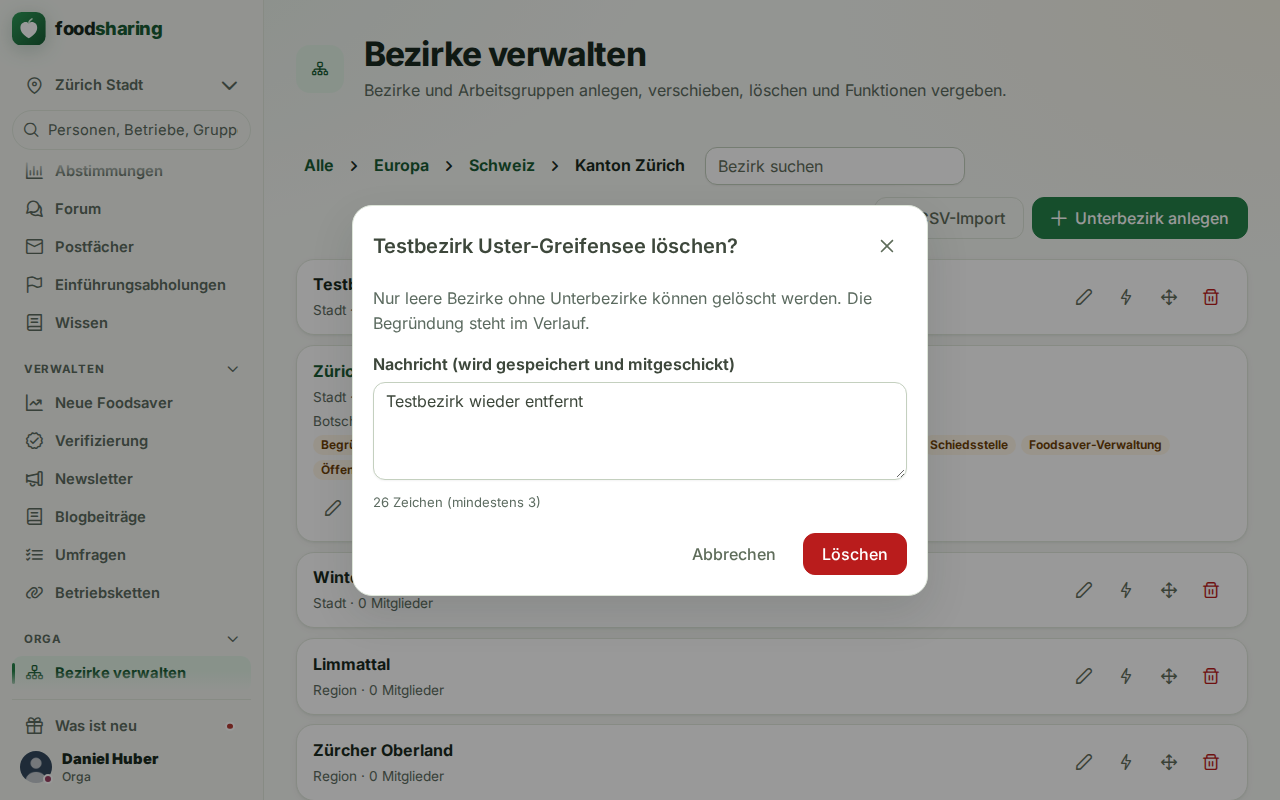 foodsharing
Zürich Stadt
Personen, Betriebe, Grupp
Abstimmungen
Forum
Postfächer
Einführungsabholungen
Wissen
VERWALTEN
Neue Foodsaver
Verifizierung
Newsletter
Blogbeiträge
Umfragen
Betriebsketten
ORGA
Bezirke verwalten
Was ist neu
Daniel Huber
Orga
Bezirke verwalten
Bezirke und Arbeitsgruppen anlegen, verschieben, löschen und Funktionen vergeben.
Alle > Europa > Schweiz > Kanton Zürich
Bezirk suchen
SV-Import
Unterbezirk anlegen
Testbezirk Uster-Greifensee löschen?
Nur leere Bezirke ohne Unterbezirke können gelöscht werden. Die
Begründung steht im Verlauf.
Nachricht (wird gespeichert und mitgeschickt)
Testbezirk wieder entfernt
26 Zeichen (mindestens 3)
Abbrechen
Löschen
Stadt ·
Stadt ·
Schiedsstelle
Foodsaver-Verwaltung
Stadt · 0 Mitglieder
Limmattal
Region · 0 Mitglieder
Zürcher Oberland
Region · 0 Mitglieder